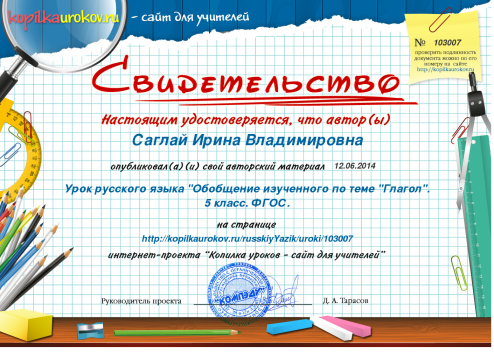 kopilkaurokov.ru - сайт для учителей
№ 103007
проверить подлинность
документа можно по его
номеру на сайте
http://kopilkaurokov.ru
Свидетельство
Настоящим удостоверяется, что автор(ы)
Саглай Ирина Владимировна
опубликовал(а)(и) свой авторский материал 12.06.2014
Урок русского языка "Обобщение изученного по теме "Глагол".
5 класс. ФГОС.
на странице
http://kopilkaurokov.ru/russkiyYazik/uroki/103007
интернет-проекта "Копилка уроков - сайт для учителей"
Руководитель проекта Д. А. Тарасов
"КОМПЭДУ"